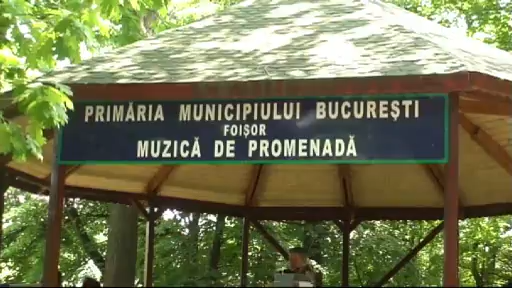 PRIMĂRIA MUNICIPIULUI BUCUREŞTI
FOIŞOR
MUZICĂ DE PROMENADĂ